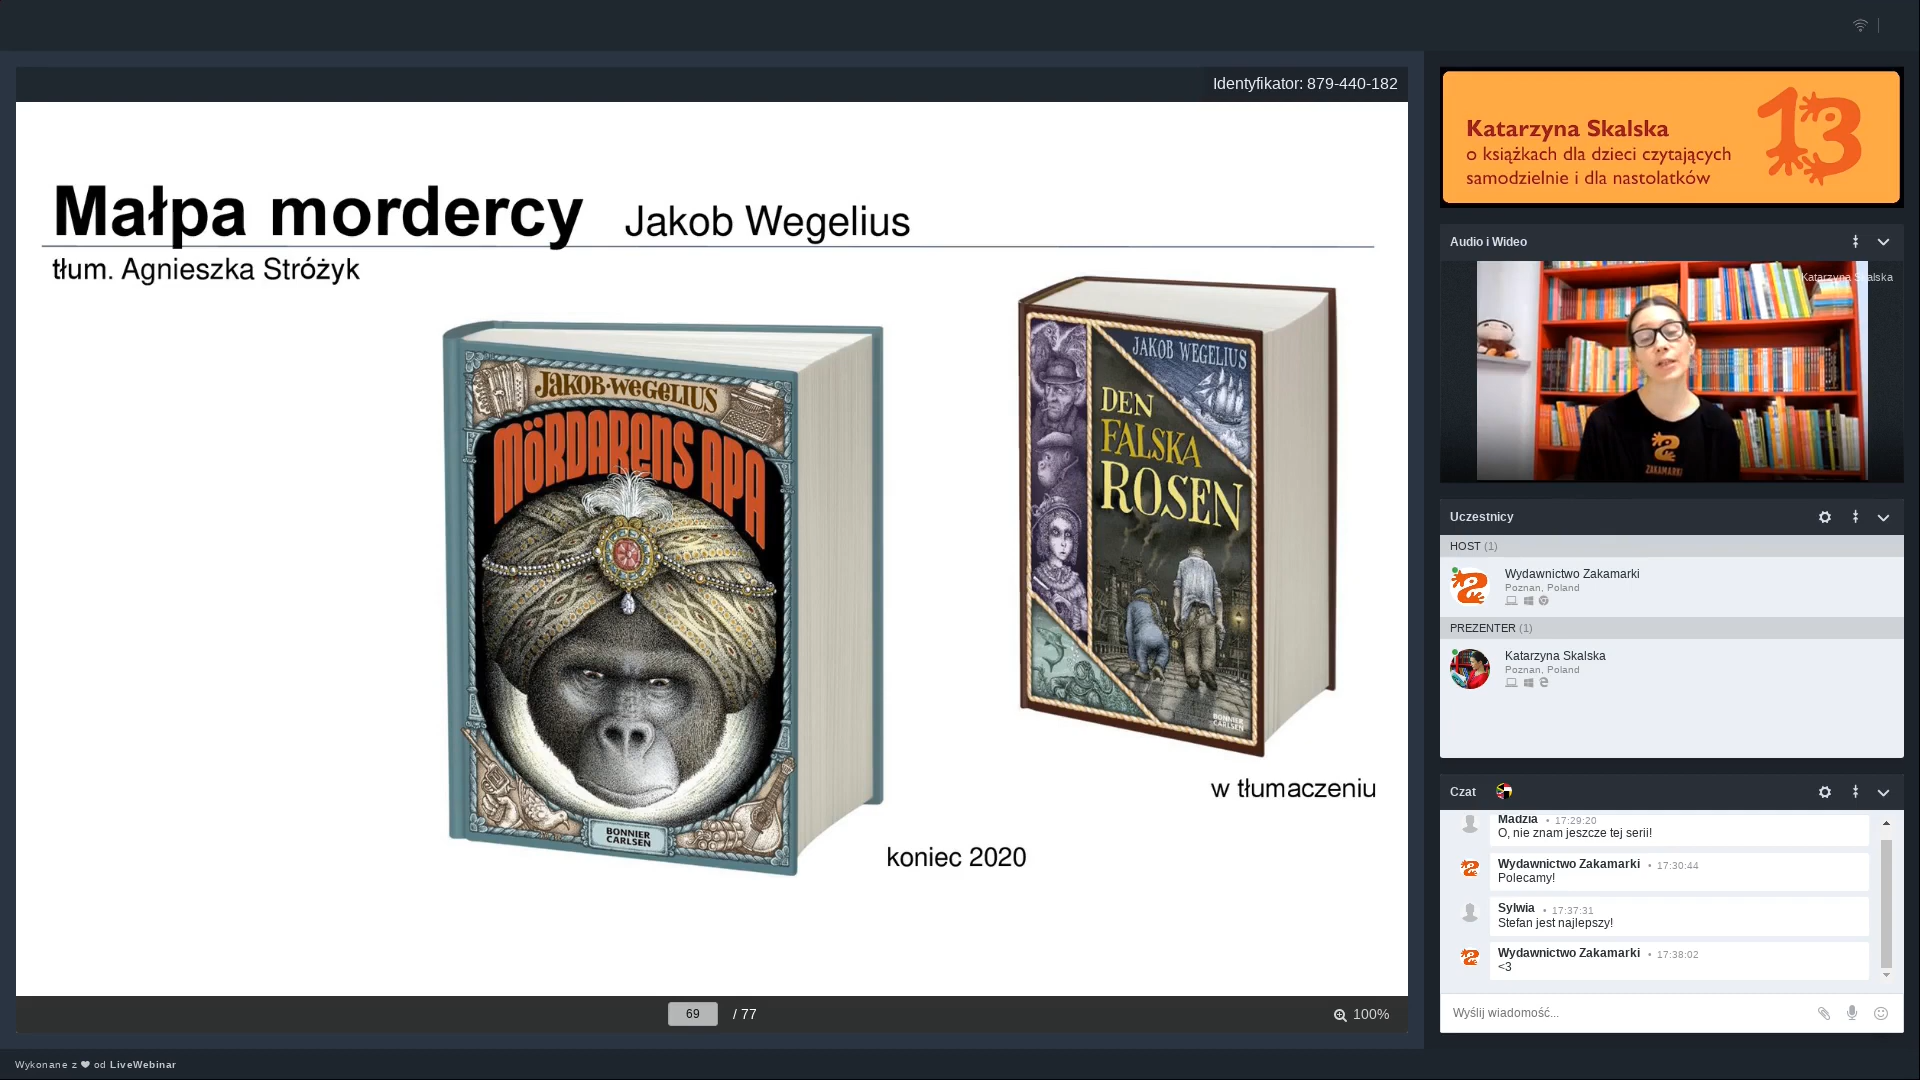 Identyfikator: 879-440-182
Małpa mordercy Jakob Wegelius
tłum. Agnieszka Stróżyk
JAKOB·WEGELIUS
MÖRDARENS APA
BONNIER
CARLSEN
koniec 2020
JAKOB WEGELIUS
DEN
FALSKA
ROSEN
BONNIER
CARLSEN
w tłumaczeniu
69 / 77
100%
Wykonane z od LiveWebinar
Katarzyna Skalska
o książkach dla dzieci czytających
samodzielnie i dla nastolatków
13
Audio i Wideo
Katarzyna Skalska
ZAKAMARKI
Uczestnicy
HOST (1)
Wydawnictwo Zakamarki
Poznan, Poland
PREZENTER (1)
Katarzyna Skalska
Poznan, Poland
Czat
Madzia • 17:29:20
O, nie znam jeszcze tej serii!
Wydawnictwo Zakamarki • 17:30:44
Polecamy!
Sylwia • 17:37:31
Stefan jest najlepszy!
Wydawnictwo Zakamarki • 17:38:02
<3
Wyślij wiadomość...